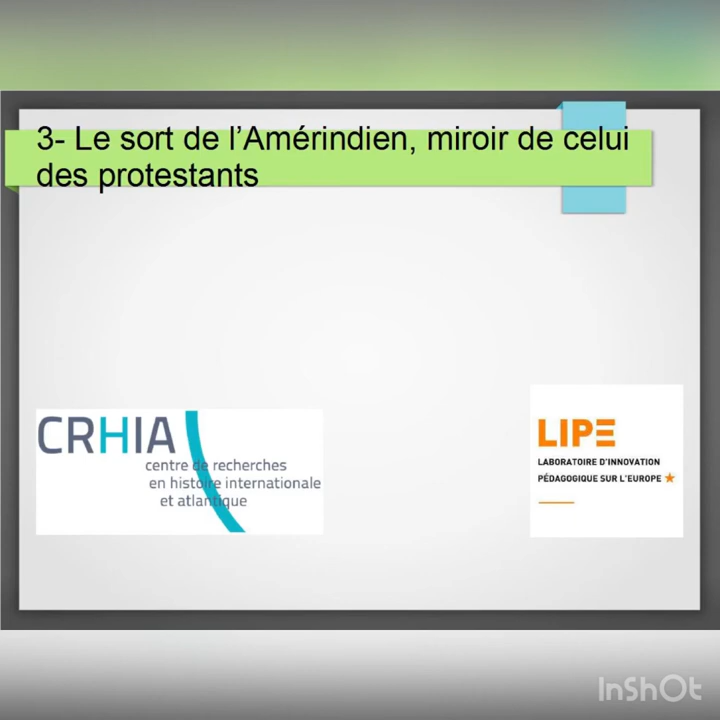 3- Le sort de l’Amérindien, miroir de celui
des protestants
CRHIA
centre de recherches
en histoire internationale
et atlantique
LIPE
LABORATOIRE D’INNOVATION
PÉDAGOGIQUE SUR L’EUROPE
InShOt